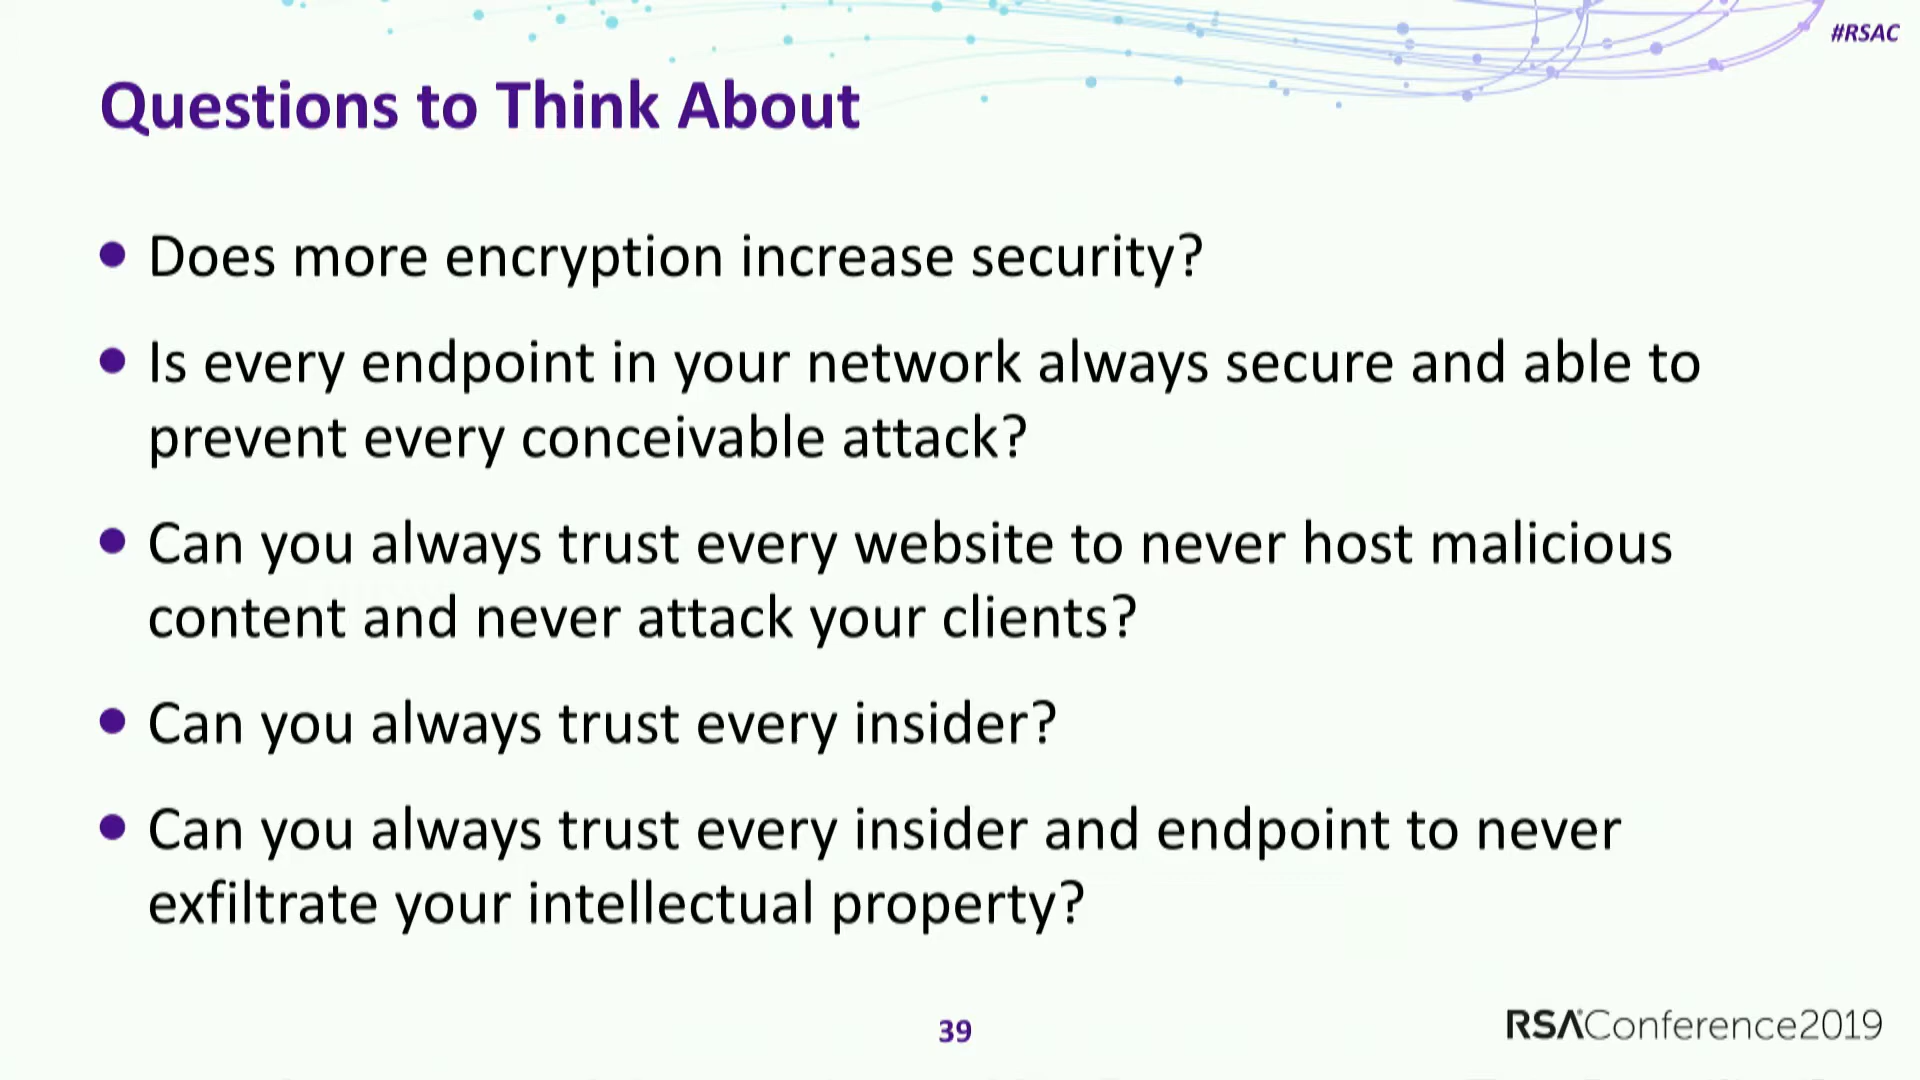 #RSAC
Questions to Think About
• Does more encryption increase security?
• Is every endpoint in your network always secure and able to
prevent every conceivable attack?
• Can you always trust every website to never host malicious
content and never attack your clients?
• Can you always trust every insider?
• Can you always trust every insider and endpoint to never
exfiltrate your intellectual property?
39
RSAConference2019